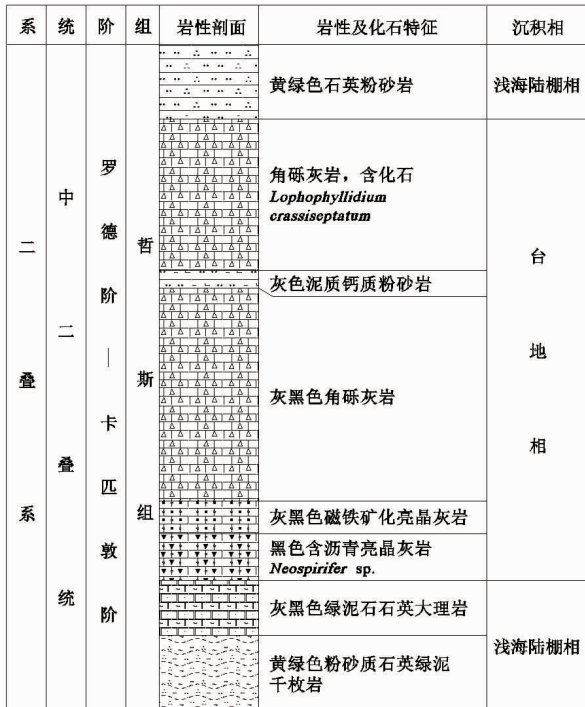 系 统 阶 组 岩性剖面 岩性及化石特征 沉积相
二叠系
中二叠统
罗德阶—卡匹敦阶
哲斯组
黄绿色石英粉砂岩
浅海陆棚相
角砾灰岩，含化石
Lophophyllidium
crassiseptatum
灰色泥质钙质粉砂岩
灰黑色角砾灰岩
灰黑色磁铁矿化亮晶灰岩
黑色含沥青亮晶灰岩
Neospirifer sp.
台地相
灰黑色绿泥石石英大理岩
黄绿色粉砂质石英绿泥
千枚岩
浅海陆棚相